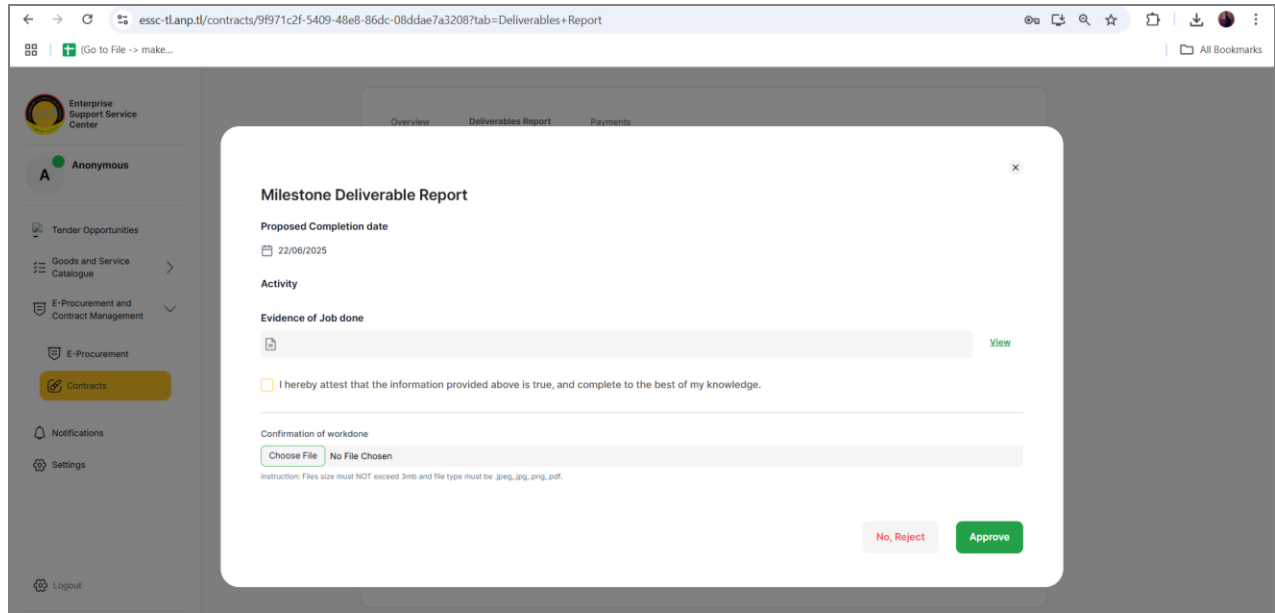 essc-tl.anp.tl/contracts/9f971c2f-5409-48e8-86dc-08ddae7a3208?tab=Deliverables+Report
(Go to File -> make...
All Bookmarks
Enterprise
Support Service
Center
A
Anonymous
Tender Opportunities
Goods and Service
Catalogue
E-Procurement and
Contract Management
E-Procurement
Contracts
Notifications
Settings
Logout
Overview Deliverables Report Payments
Milestone Deliverable Report
Proposed Completion date
22/06/2025
Activity
Evidence of Job done
View
I hereby attest that the information provided above is true, and complete to the best of my knowledge.
Confirmation of workdone
Choose File No File Chosen
Instruction: Files size must NOT exceed 3mb and file type must be .jpeg,.jpg,.png,.pdf.
No, Reject Approve